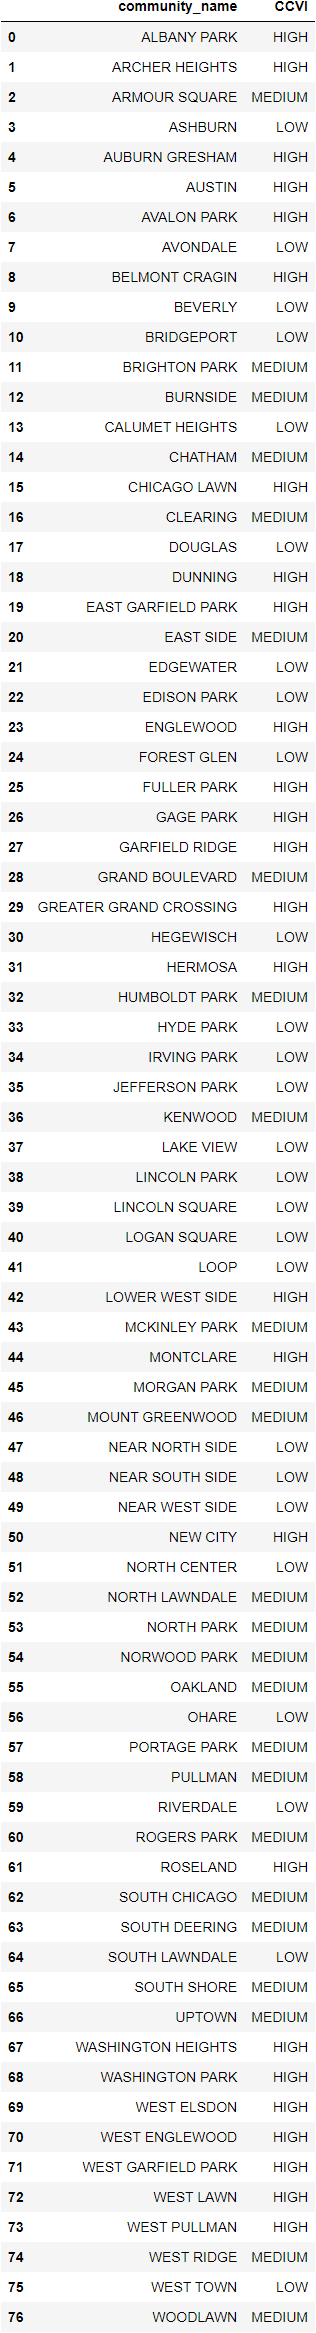 community_name CCVI
0 ALBANY PARK HIGH
1 ARCHER HEIGHTS HIGH
2 ARMOUR SQUARE MEDIUM
3 ASHBURN LOW
4 AUBURN GRESHAM HIGH
5 AUSTIN HIGH
6 AVALON PARK HIGH
7 AVONDALE LOW
8 BELMONT CRAGIN HIGH
9 BEVERLY LOW
10 BRIDGEPORT LOW
11 BRIGHTON PARK MEDIUM
12 BURNSIDE MEDIUM
13 CALUMET HEIGHTS LOW
14 CHATHAM MEDIUM
15 CHICAGO LAWN HIGH
16 CLEARING MEDIUM
17 DOUGLAS LOW
18 DUNNING HIGH
19 EAST GARFIELD PARK HIGH
20 EAST SIDE MEDIUM
21 EDGEWATER LOW
22 EDISON PARK LOW
23 ENGLEWOOD HIGH
24 FOREST GLEN LOW
25 FULLER PARK HIGH
26 GAGE PARK HIGH
27 GARFIELD RIDGE HIGH
28 GRAND BOULEVARD MEDIUM
29 GREATER GRAND CROSSING HIGH
30 HEGEWISCH LOW
31 HERMOSA HIGH
32 HUMBOLDT PARK MEDIUM
33 HYDE PARK LOW
34 IRVING PARK LOW
35 JEFFERSON PARK LOW
36 KENWOOD MEDIUM
37 LAKE VIEW LOW
38 LINCOLN PARK LOW
39 LINCOLN SQUARE LOW
40 LOGAN SQUARE LOW
41 LOOP LOW
42 LOWER WEST SIDE HIGH
43 MCKINLEY PARK MEDIUM
44 MONTCLARE HIGH
45 MORGAN PARK MEDIUM
46 MOUNT GREENWOOD MEDIUM
47 NEAR NORTH SIDE LOW
48 NEAR SOUTH SIDE LOW
49 NEAR WEST SIDE LOW
50 NEW CITY HIGH
51 NORTH CENTER LOW
52 NORTH LAWNDALE MEDIUM
53 NORTH PARK MEDIUM
54 NORWOOD PARK MEDIUM
55 OAKLAND MEDIUM
56 OHARE LOW
57 PORTAGE PARK MEDIUM
58 PULLMAN MEDIUM
59 RIVERDALE LOW
60 ROGERS PARK MEDIUM
61 ROSELAND HIGH
62 SOUTH CHICAGO MEDIUM
63 SOUTH DEERING MEDIUM
64 SOUTH LAWNDALE LOW
65 SOUTH SHORE MEDIUM
66 UPTOWN MEDIUM
67 WASHINGTON HEIGHTS HIGH
68 WASHINGTON PARK HIGH
69 WEST ELSDON HIGH
70 WEST ENGLEWOOD HIGH
71 WEST GARFIELD PARK HIGH
72 WEST LAWN HIGH
73 WEST PULLMAN HIGH
74 WEST RIDGE MEDIUM
75 WEST TOWN LOW
76 WOODLAWN MEDIUM